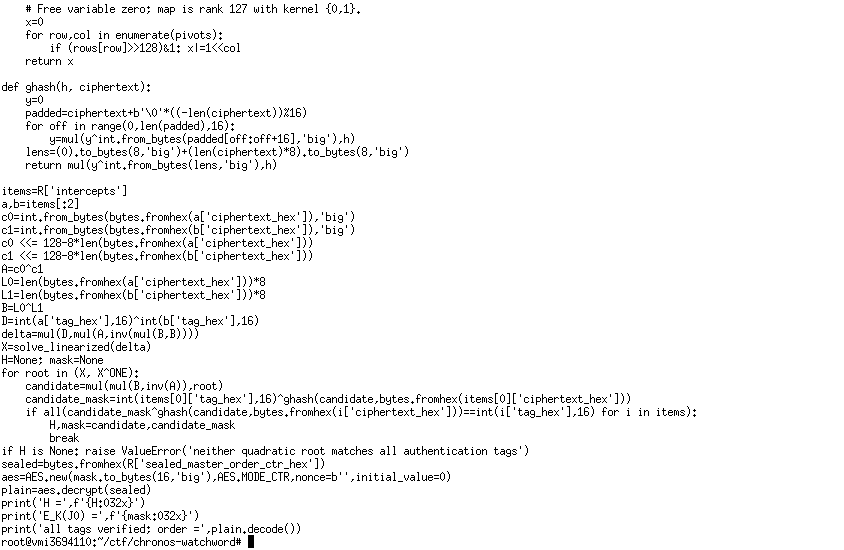 # Free variable zero; map is rank 127 with kernel {0,1}.
    x=0
    for row,col in enumerate(pivots):
        if (rows[row]>>128)&1: x|=1<<col
    return x

def ghash(h, ciphertext):
    y=0
    padded=ciphertext+b'\0'*((-len(ciphertext))%16)
    for off in range(0,len(padded),16):
        y=mul(y^int.from_bytes(padded[off:off+16],'big'),h)
    lens=(0).to_bytes(8,'big')+(len(ciphertext)*8).to_bytes(8,'big')
    return mul(y^int.from_bytes(lens,'big'),h)

items=R['intercepts']
a,b=items[:2]
c0=int.from_bytes(bytes.fromhex(a['ciphertext_hex']),'big')
c1=int.from_bytes(bytes.fromhex(b['ciphertext_hex']),'big')
c0 <<= 128-8*len(bytes.fromhex(a['ciphertext_hex']))
c1 <<= 128-8*len(bytes.fromhex(b['ciphertext_hex']))
A=c0^c1
L0=len(bytes.fromhex(a['ciphertext_hex']))*8
L1=len(bytes.fromhex(b['ciphertext_hex']))*8
B=L0^L1
D=int(a['tag_hex'],16)^int(b['tag_hex'],16)
delta=mul(D,mul(A,inv(mul(B,B))))
X=solve_linearized(delta)
H=None; mask=None
for root in (X, X^ONE):
    candidate=mul(mul(B,inv(A)),root)
    candidate_mask=int(items[0]['tag_hex'],16)^ghash(candidate,bytes.fromhex(items[0]['ciphertext_hex']))
    if all(candidate_mask^ghash(candidate,bytes.fromhex(i['ciphertext_hex']))==int(i['tag_hex'],16) for i in items):
        H,mask=candidate,candidate_mask
        break
if H is None: raise ValueError('neither quadratic root matches all authentication tags')
sealed=bytes.fromhex(R['sealed_master_order_ctr_hex'])
aes=AES.new(mask.to_bytes(16,'big'),AES.MODE_CTR,nonce=b'',initial_value=0)
plain=aes.decrypt(sealed)
print('H =',f'{H:032x}')
print('E_K(J0) =',f'{mask:032x}')
print('all tags verified; order =',plain.decode())
root@vmi3694110:~/ctf/chronos-watchword#